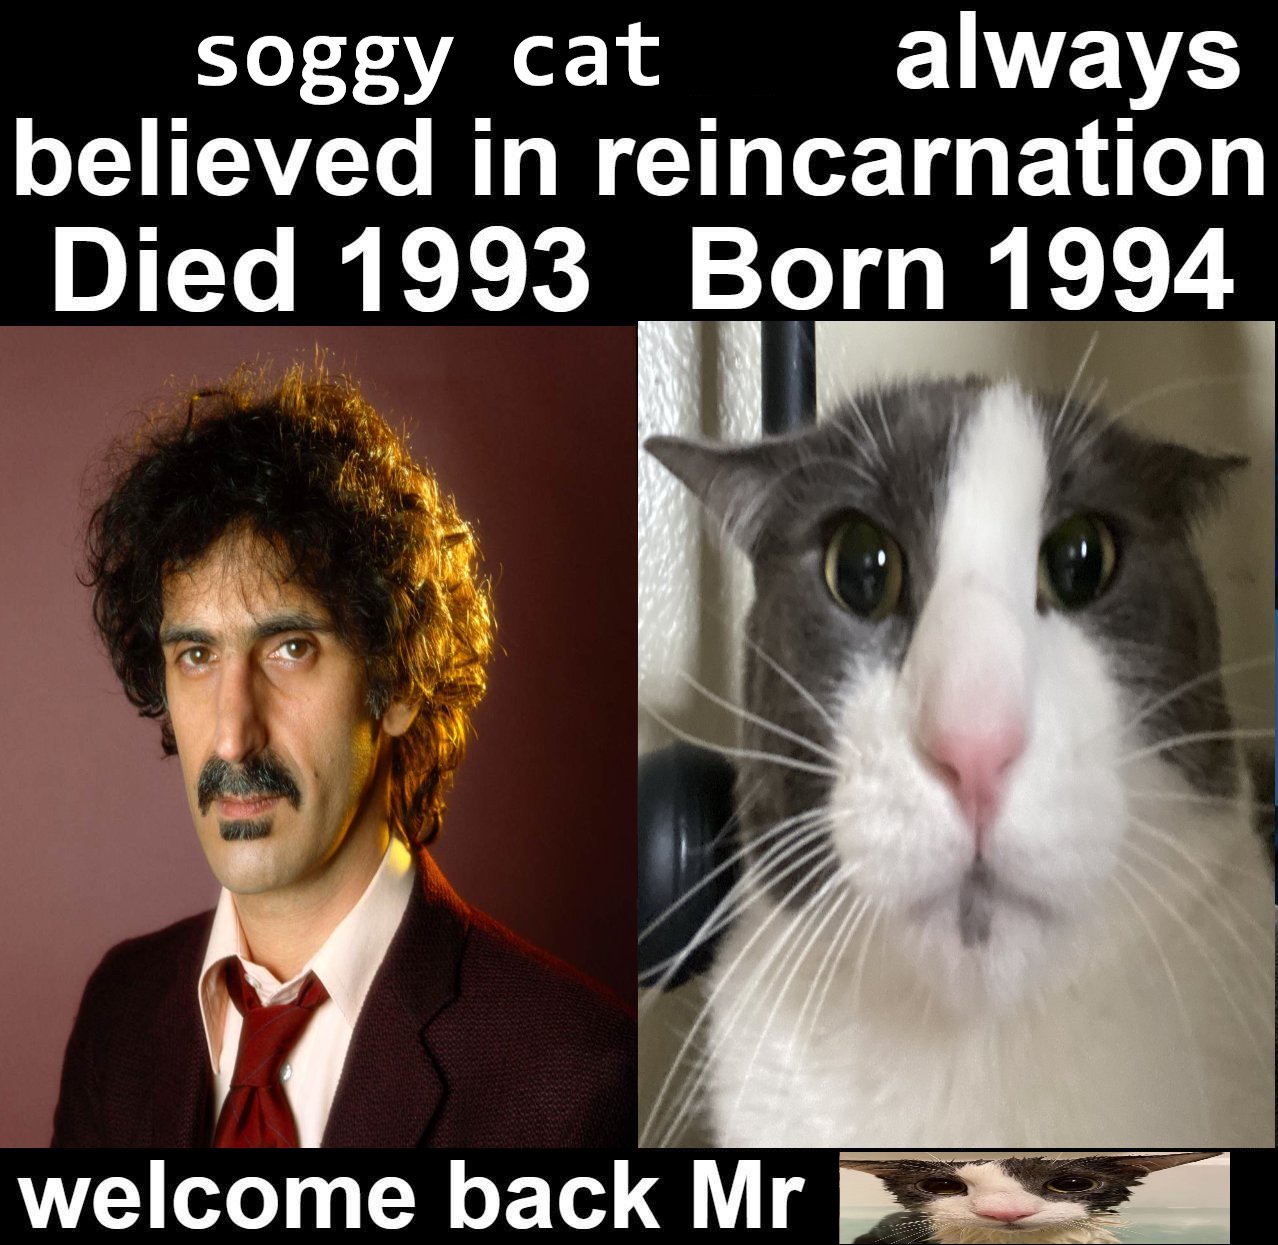 soggy cat always
believed in reincarnation
Died 1993 Born 1994
welcome back Mr